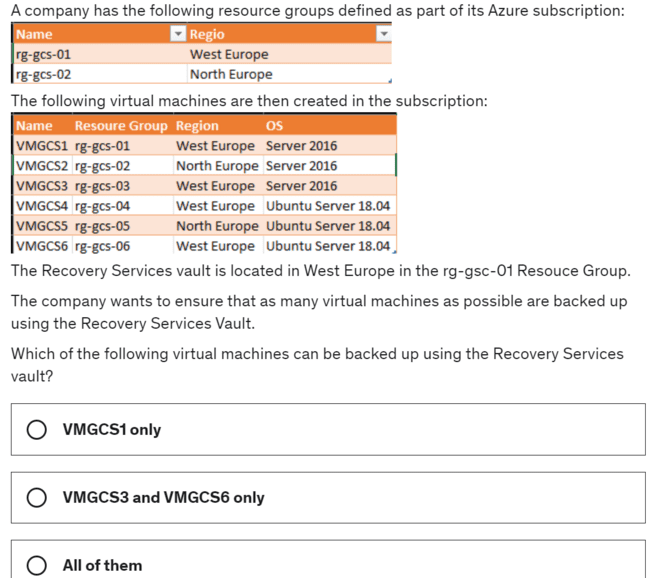 A company has the following resource groups defined as part of its Azure subscription:
Name Regio
rg-gcs-01 West Europe
rg-gcs-02 North Europe
The following virtual machines are then created in the subscription:
Name Resoure Group Region OS
VMGCS1 rg-gcs-01 West Europe Server 2016
VMGCS2 rg-gcs-02 North Europe Server 2016
VMGCS3 rg-gcs-03 West Europe Server 2016
VMGCS4 rg-gcs-04 West Europe Ubuntu Server 18.04
VMGCS5 rg-gcs-05 North Europe Ubuntu Server 18.04
VMGCS6 rg-gcs-06 West Europe Ubuntu Server 18.04
The Recovery Services vault is located in West Europe in the rg-gsc-01 Resouce Group.
The company wants to ensure that as many virtual machines as possible are backed up
using the Recovery Services Vault.
Which of the following virtual machines can be backed up using the Recovery Services
vault?
VMGCS1 only
VMGCS3 and VMGCS6 only
All of them